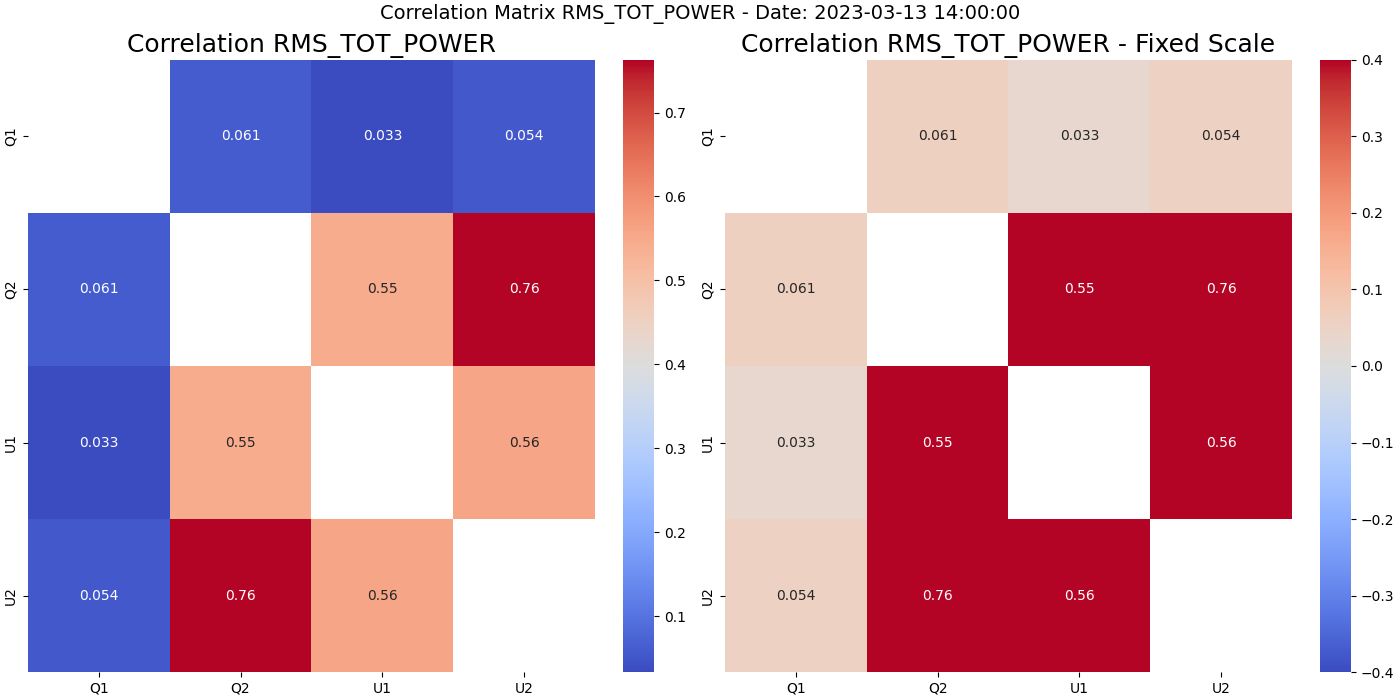 Correlation Matrix RMS_TOT_POWER - Date: 2023-03-13 14:00:00
Correlation RMS_TOT_POWER
Q1
0.061 0.033 0.054
Q2
0.061 0.55 0.76
U1
0.033 0.55 0.56
U2
0.054 0.76 0.56
Q1 Q2 U1 U2
0.7
0.6
0.5
0.4
0.3
0.2
0.1
Correlation RMS_TOT_POWER - Fixed Scale
Q1
0.061 0.033 0.054
Q2
0.061 0.55 0.76
U1
0.033 0.55 0.56
U2
0.054 0.76 0.56
Q1 Q2 U1 U2
0.4
0.3
0.2
0.1
0.0
−0.1
−0.2
−0.3
−0.4